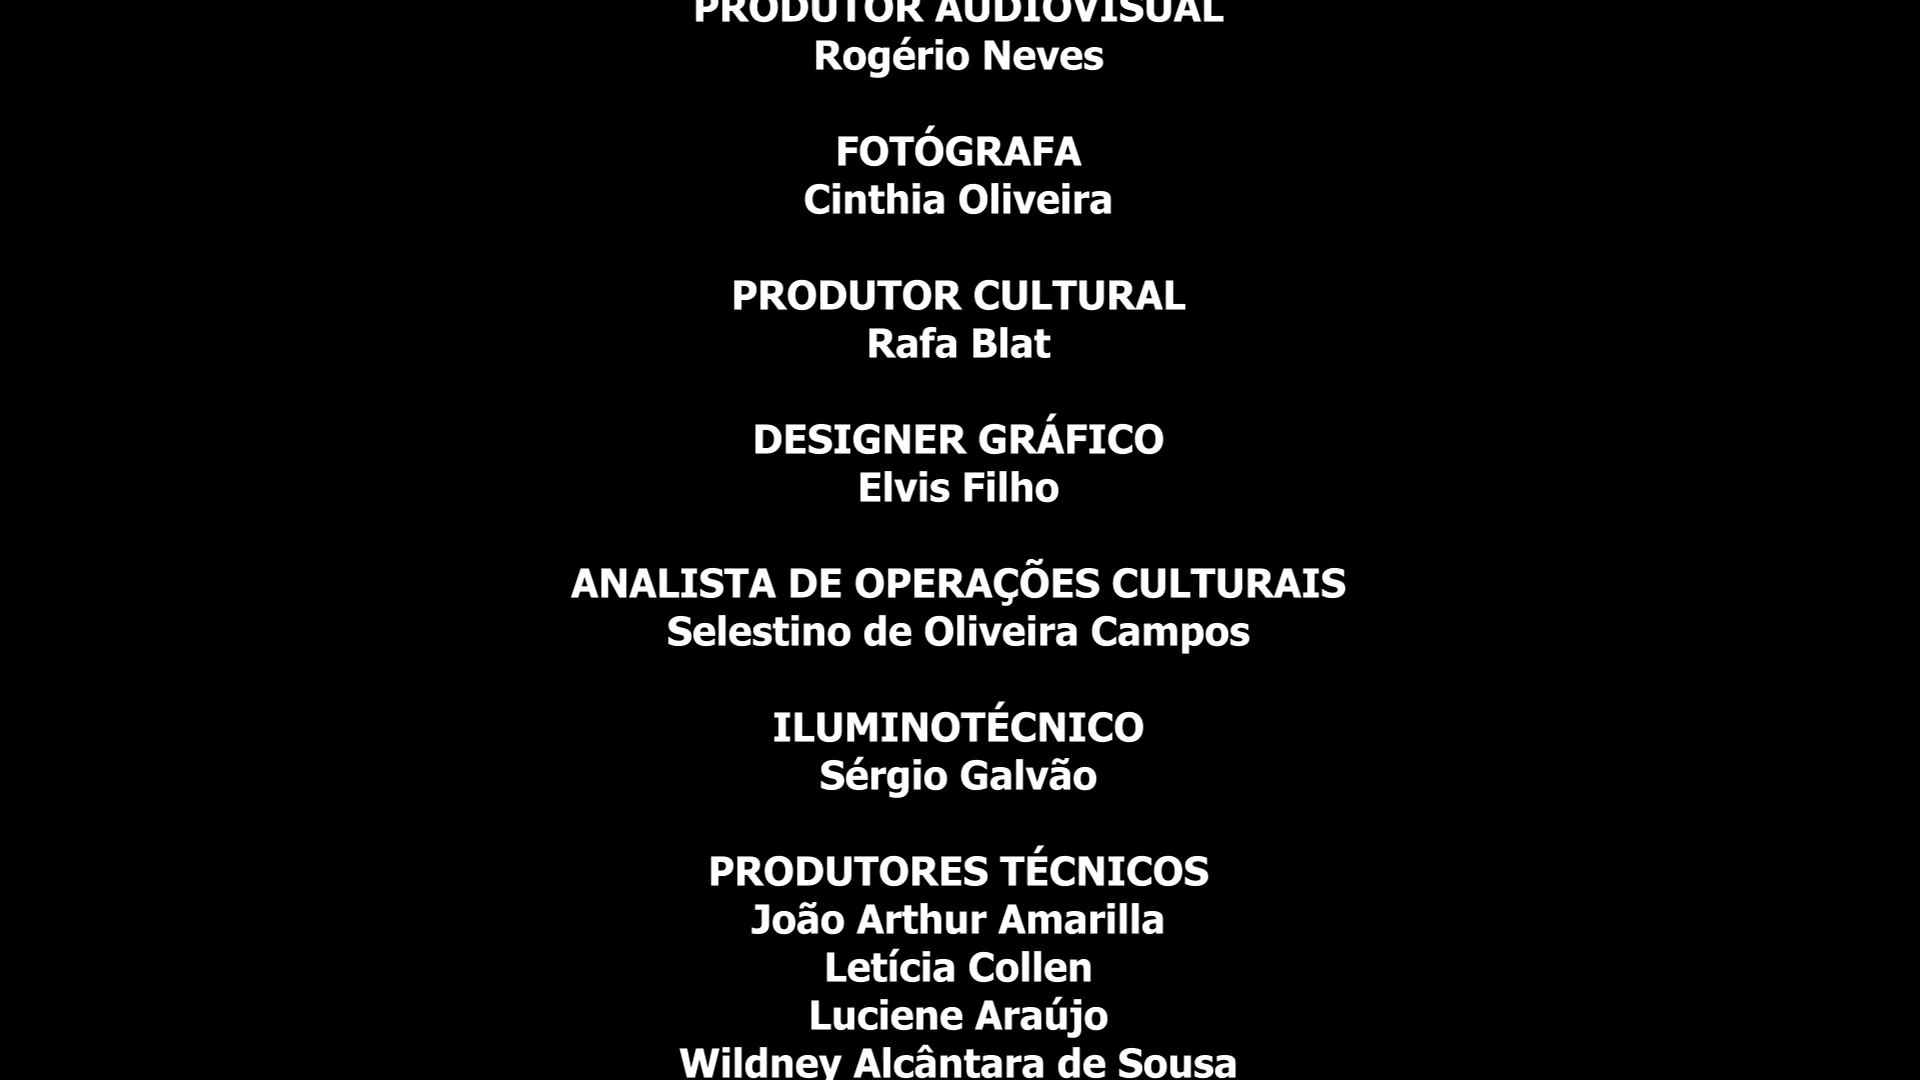 PRODUTOR AUDIOVISUAL
Rogério Neves
FOTÓGRAFA
Cinthia Oliveira
PRODUTOR CULTURAL
Rafa Blat
DESIGNER GRÁFICO
Elvis Filho
ANALISTA DE OPERAÇÕES CULTURAIS
Selestino de Oliveira Campos
ILUMINOTÉCNICO
Sérgio Galvão
PRODUTORES TÉCNICOS
João Arthur Amarilla
Letícia Collen
Luciene Araújo
Wildney Alcântara de Sousa